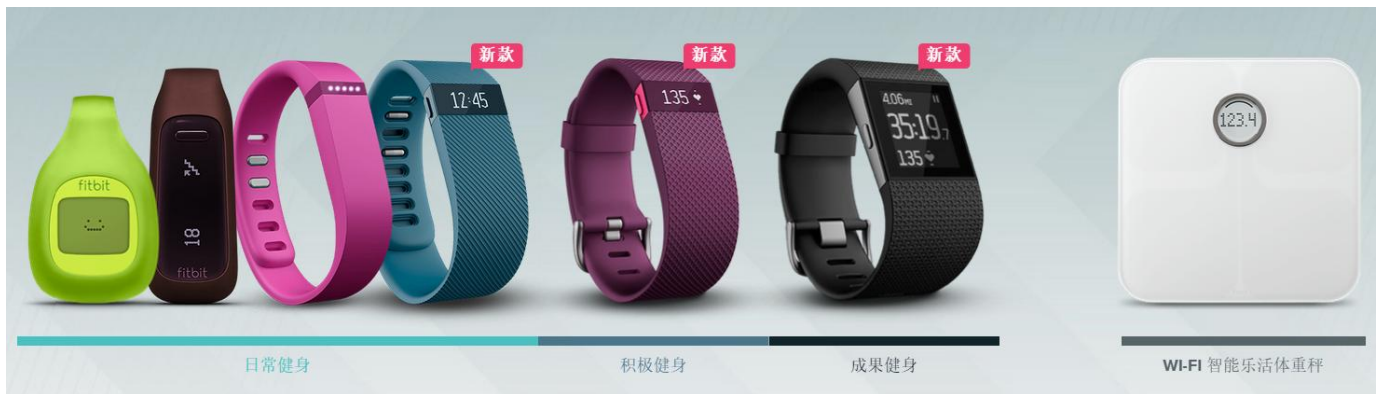 新款
新款
新款
fitbit
18
fitbit
12:45
135
4.06MI
35:19.7
135
123.4
日常健身
积极健身
成果健身
WI-FI 智能乐活体重秤